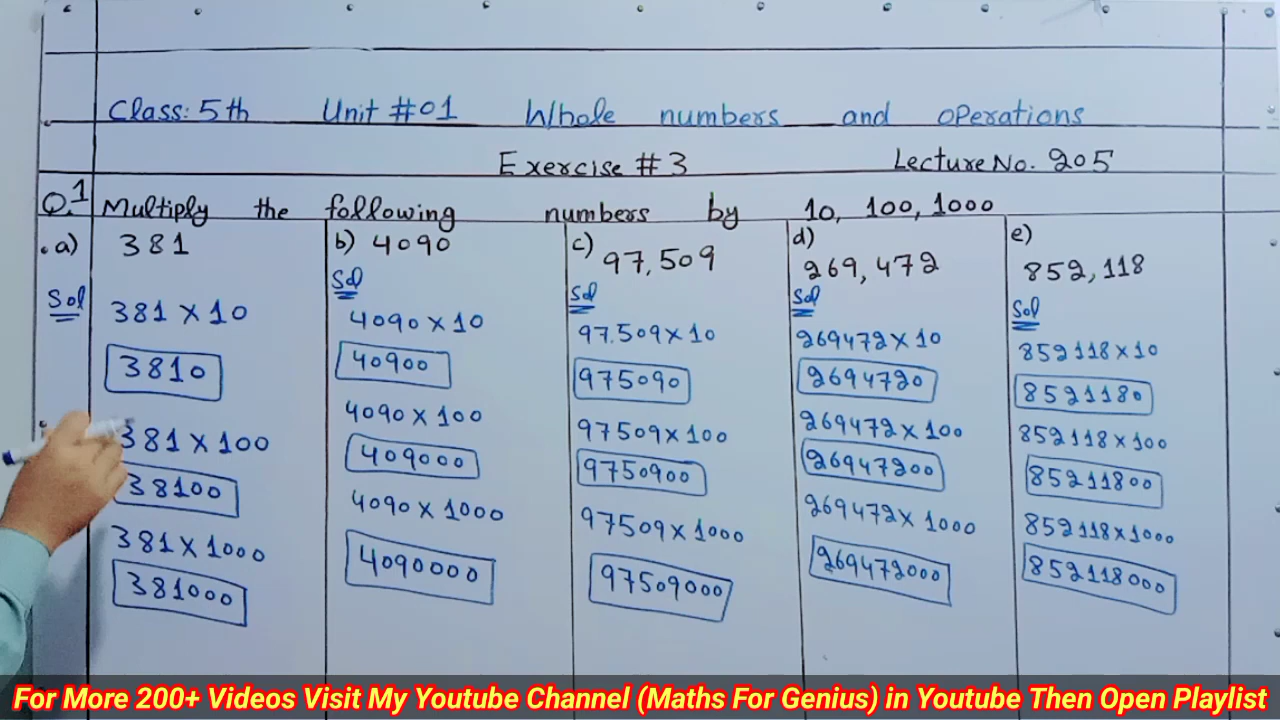 Class: 5th Unit #01 Whole numbers and operations
Exercise #3 Lecture No. 205
Q.1 Multiply the following numbers by 10, 100, 1000
a) 381
Sol
381 × 10
3810
381 × 100
38100
381 × 1000
381000
b) 4090
Sol
4090 × 10
40900
4090 × 100
409000
4090 × 1000
4090000
c) 97,509
Sol
97.509 × 10
975090
97509 × 100
9750900
97509 × 1000
97509000
d) 269,472
Sol
269472 × 10
2694720
269472 × 100
26947200
269472 × 1000
269472000
e) 852,118
Sol
852118 × 10
8521180
852118 × 100
85211800
852118 × 1000
852118000
For More 200+ Videos Visit My Youtube Channel (Maths For Genius) in Youtube Then Open Playlist